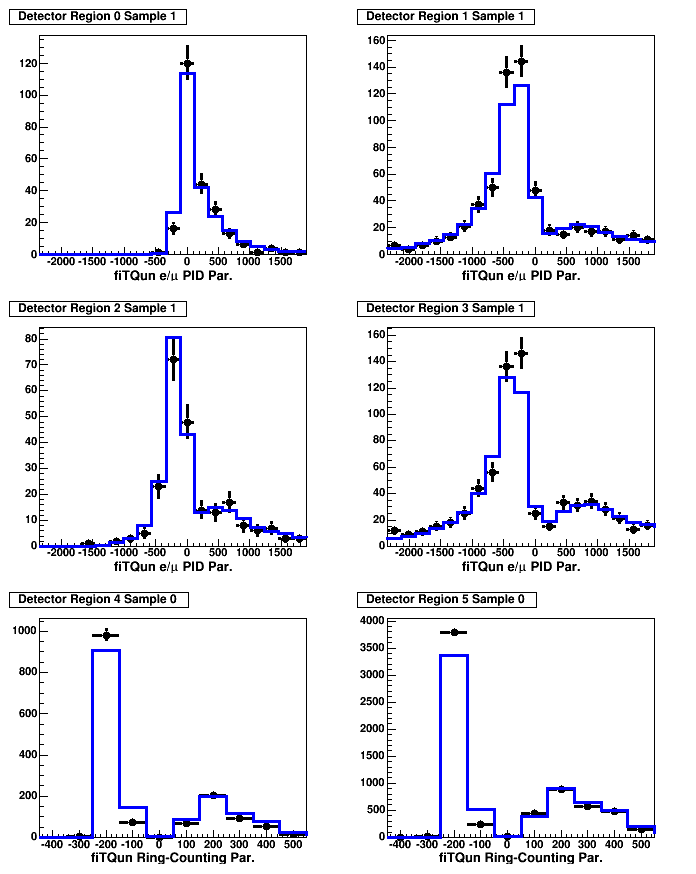 Detector Region 0 Sample 1
120
100
80
60
40
20
0
-2000 -1500 -1000 -500 0 500 1000 1500
fiTQun e/μ PID Par.
Detector Region 1 Sample 1
160
140
120
100
80
60
40
20
0
-2000 -1500 -1000 -500 0 500 1000 1500
fiTQun e/μ PID Par.
Detector Region 2 Sample 1
80
70
60
50
40
30
20
10
0
-2000 -1500 -1000 -500 0 500 1000 1500
fiTQun e/μ PID Par.
Detector Region 3 Sample 1
160
140
120
100
80
60
40
20
0
-2000 -1500 -1000 -500 0 500 1000 1500
fiTQun e/μ PID Par.
Detector Region 4 Sample 0
1000
800
600
400
200
0
-400 -300 -200 -100 0 100 200 300 400 500
fiTQun Ring-Counting Par.
Detector Region 5 Sample 0
4000
3500
3000
2500
2000
1500
1000
500
0
-400 -300 -200 -100 0 100 200 300 400 500
fiTQun Ring-Counting Par.